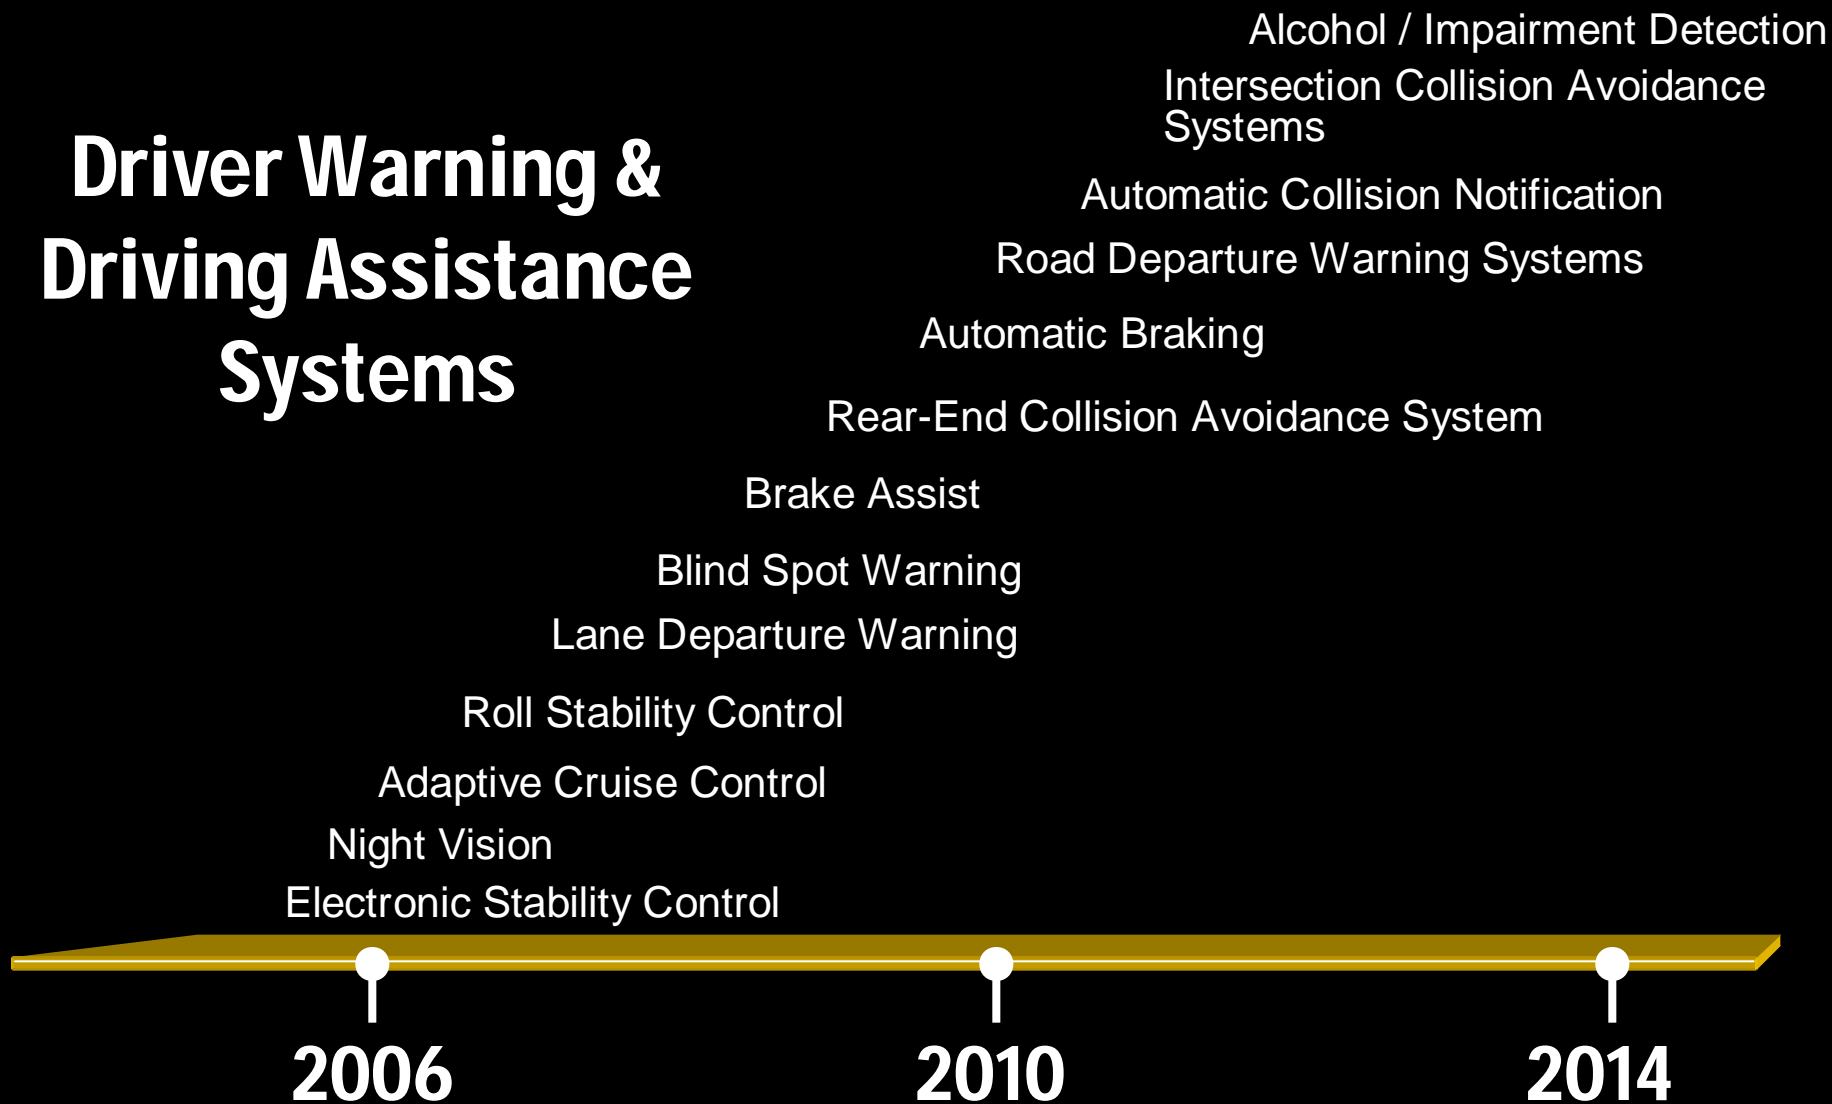 Driver Warning &
Driving Assistance
Systems
Alcohol / Impairment Detection
Intersection Collision Avoidance
Systems
Automatic Collision Notification
Road Departure Warning Systems
Automatic Braking
Rear-End Collision Avoidance System
Brake Assist
Blind Spot Warning
Lane Departure Warning
Roll Stability Control
Adaptive Cruise Control
Night Vision
Electronic Stability Control
2006 2010 2014